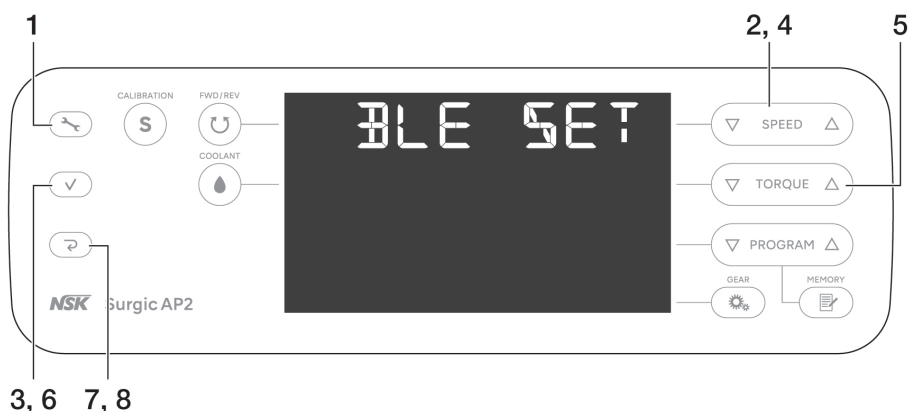 1
2, 4
5
CALIBRATION
S
FWD/REV
COOLANT
BLE SET
SPEED
TORQUE
PROGRAM
GEAR
MEMORY
NSK Surgic AP2
3, 6
7, 8